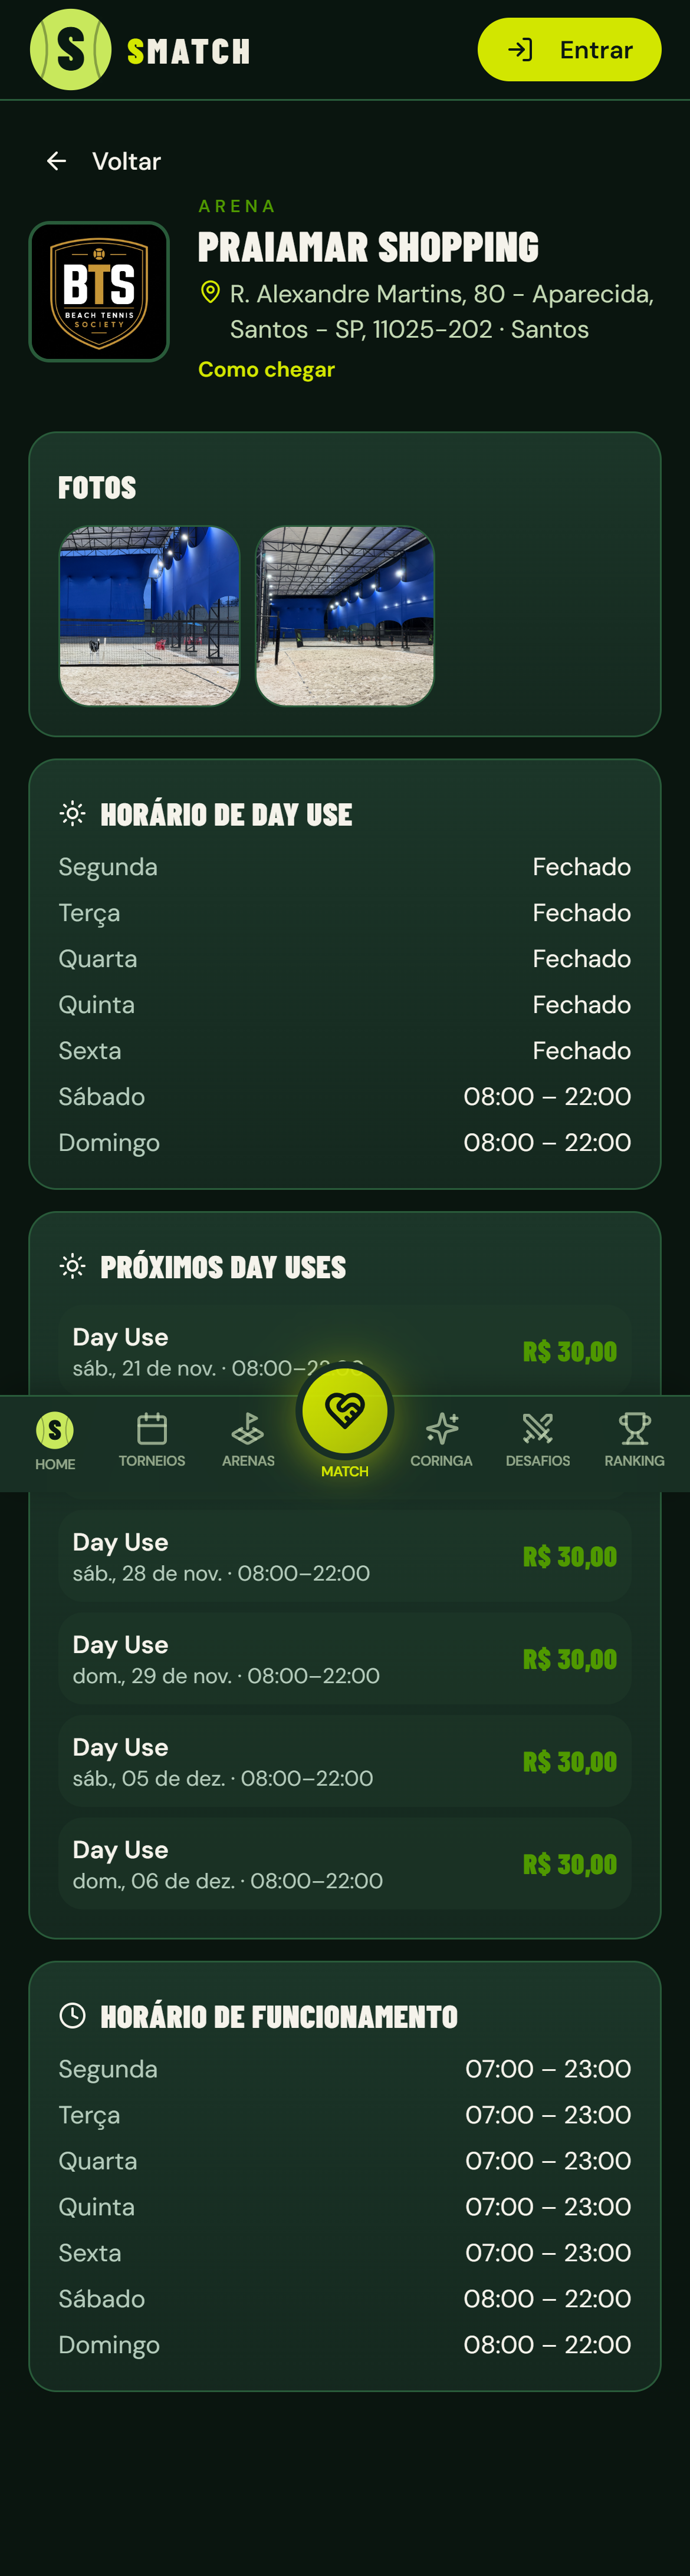 S
SMATCH
Entrar
Voltar
ARENA
PRAIAMAR SHOPPING
R. Alexandre Martins, 80 - Aparecida,
Santos - SP, 11025-202 · Santos
Como chegar
BTS
BEACH TENNIS
SOCIETY
FOTOS
HORÁRIO DE DAY USE
Segunda Fechado
Terça Fechado
Quarta Fechado
Quinta Fechado
Sexta Fechado
Sábado 08:00 – 22:00
Domingo 08:00 – 22:00
PRÓXIMOS DAY USES
Day Use
sáb., 21 de nov. · 08:00–22:00
R$ 30,00
S
HOME
TORNEIOS
ARENAS
MATCH
CORINGA
DESAFIOS
RANKING
Day Use
sáb., 28 de nov. · 08:00–22:00
R$ 30,00
Day Use
dom., 29 de nov. · 08:00–22:00
R$ 30,00
Day Use
sáb., 05 de dez. · 08:00–22:00
R$ 30,00
Day Use
dom., 06 de dez. · 08:00–22:00
R$ 30,00
HORÁRIO DE FUNCIONAMENTO
Segunda 07:00 – 23:00
Terça 07:00 – 23:00
Quarta 07:00 – 23:00
Quinta 07:00 – 23:00
Sexta 07:00 – 23:00
Sábado 08:00 – 22:00
Domingo 08:00 – 22:00